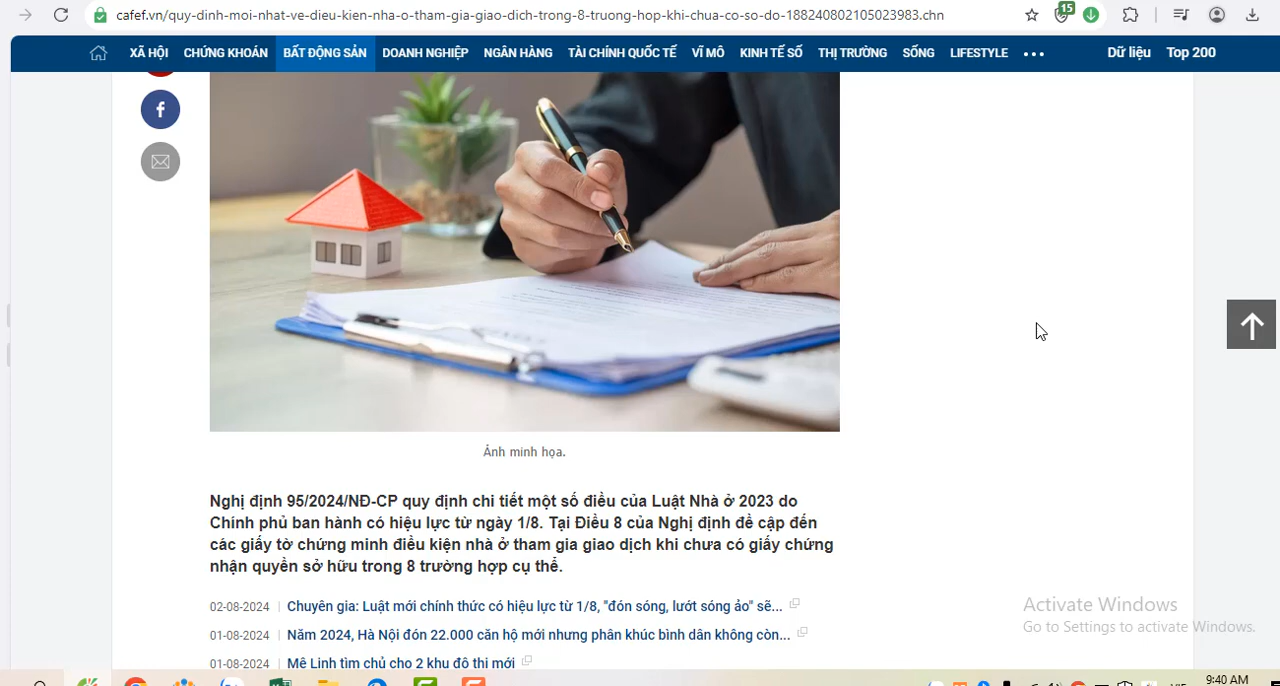 cafef.vn/quy-dinh-moi-nhat-ve-dieu-kien-nha-o-tham-gia-giao-dich-trong-8-truong-hop-khi-chua-co-so-do-188240802105023983.chn
15
XÃ HỘI CHỨNG KHOÁN BẤT ĐỘNG SẢN DOANH NGHIỆP NGÂN HÀNG TÀI CHÍNH QUỐC TẾ VĨ MÔ KINH TẾ SỐ THỊ TRƯỜNG SỐNG LIFESTYLE ••• Dữ liệu Top 200
Ảnh minh họa.
Nghị định 95/2024/NĐ-CP quy định chi tiết một số điều của Luật Nhà ở 2023 do
Chính phủ ban hành có hiệu lực từ ngày 1/8. Tại Điều 8 của Nghị định đề cập đến
các giấy tờ chứng minh điều kiện nhà ở tham gia giao dịch khi chưa có giấy chứng
nhận quyền sở hữu trong 8 trường hợp cụ thể.
02-08-2024 Chuyên gia: Luật mới chính thức có hiệu lực từ 1/8, "đón sóng, lướt sóng ảo" sẽ...
01-08-2024 Năm 2024, Hà Nội đón 22.000 căn hộ mới nhưng phân khúc bình dân không còn...
01-08-2024 Mê Linh tìm chủ cho 2 khu đô thị mới
Activate Windows
Go to Settings to activate Windows.
9:40 AM